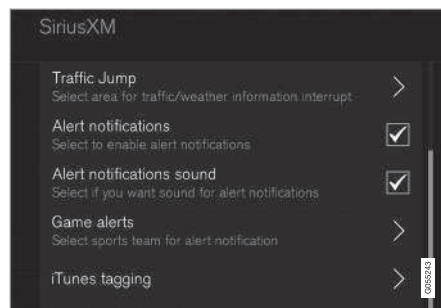 SiriusXM
Traffic Jump
Select area for traffic/weather information interrupt
Alert notifications
Select to enable alert notifications
Alert notifications sound
Select if you want sound for alert notifications
Game alerts
Select sports team for alert notification
iTunes tagging
G055243